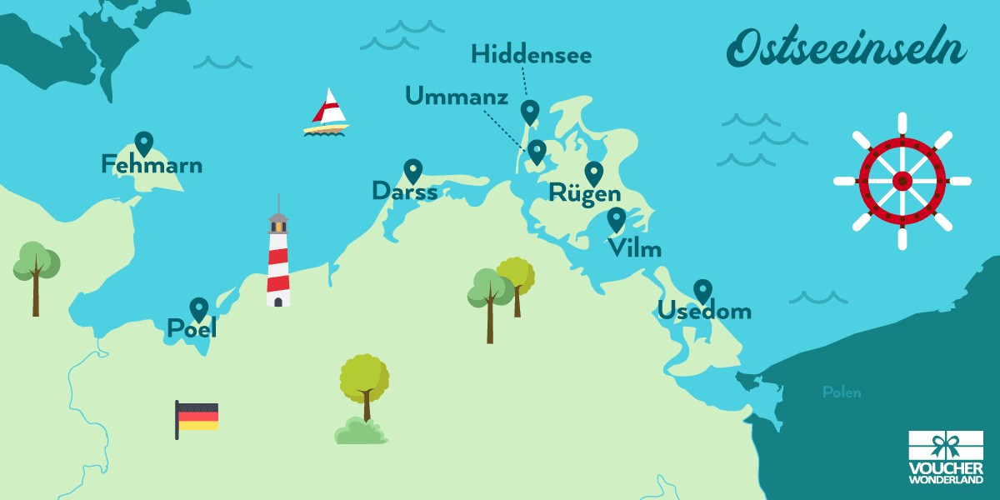 Ostseeinseln
Hiddensee
Ummanz
Fehmarn
Darss
Rügen
Vilm
Usedom
Poel
Polen
VOUCHER
WONDERLAND